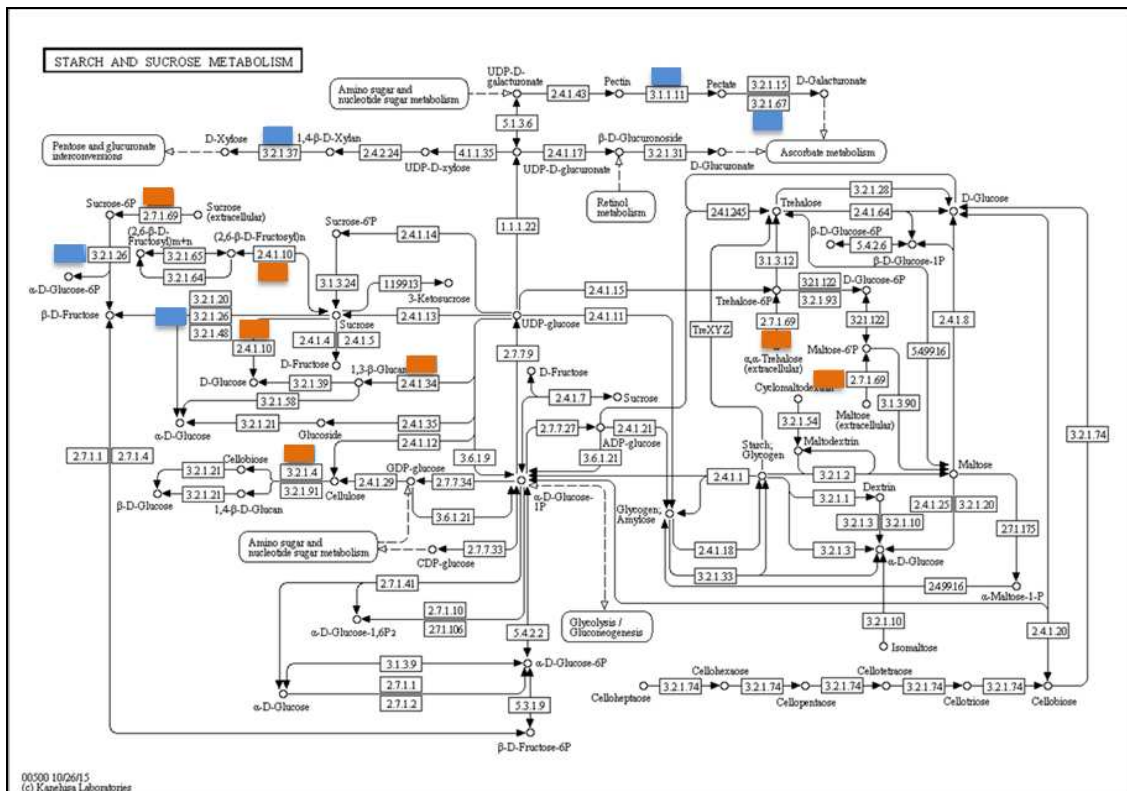 STARCH AND SUCROSE METABOLISM
Amino sugar and
nucleotide sugar metabolism
UDP-D-
galacturonate
2.4.1.43
Pectin
3.1.1.11
Pectate
3.2.1.15
3.2.1.67
D-Galacturonate
5.1.3.6
Pentose and glucuronate
interconversions
D-Xylose
3.2.1.37
1,4-β-D-Xylan
2.4.2.24
UDP-D-xylose
4.1.1.35
UDP-D-glucuronate
2.4.1.17
β-D-Glucuronoside
3.2.1.31
D-Glucuronate
Ascorbate metabolism
Retinol
metabolism
1.1.1.22
Sucrose-6P
2.7.1.69
Sucrose
(extracellular)
3.2.1.26
α-D-Glucose-6P
(2,6-β-D-
Fructosyl)m+n
3.2.1.65
3.2.1.64
(2,6-β-D-Fructosyl)n
2.4.1.10
Sucrose-6'P
2.4.1.14
3.1.3.24
1.1.99.13
3-Ketosucrose
β-D-Fructose
3.2.1.20
3.2.1.26
3.2.1.48
Sucrose
2.4.1.13
UDP-glucose
2.4.1.15
2.4.1.11
2.4.1.10
2.4.1.4
2.4.1.5
D-Fructose
D-Glucose
3.2.1.39
1,3-β-Glucan
2.4.1.34
3.2.1.58
α-D-Glucose
3.2.1.21
Glucoside
2.4.1.35
2.4.1.12
2.7.7.9
D-Fructose
2.4.1.7
Sucrose
2.4.1.245
Trehalose
3.2.1.28
2.4.1.64
D-Glucose
β-D-Glucose-6P
5.4.2.6
β-D-Glucose-1P
3.1.3.12
Trehalose-6P
3.2.1.122
3.2.1.93
D-Glucose-6P
TreXYZ
2.7.1.69
α,α-Trehalose
(extracellular)
3.2.1.122
Maltose-6'P
2.7.1.69
Maltose
(extracellular)
2.4.1.8
5.4.99.16
3.1.3.90
3.2.1.54
Maltodextrin
2.7.1.1
2.7.1.4
3.6.1.9
2.7.7.27
ADP-glucose
2.4.1.21
3.6.1.21
Starch;
Glycogen
3.2.1.74
Cellobiose
3.2.1.21
3.2.1.4
β-D-Glucose
3.2.1.21
1,4-β-D-Glucan
3.2.1.91
Cellulose
2.4.1.29
GDP-glucose
2.7.7.34
α-D-Glucose-
1P
3.6.1.21
2.4.1.1
3.2.1.2
Maltose
Glycogen;
Amylose
3.2.1.1
Dextrin
3.2.1.3
3.2.1.10
2.4.1.25
3.2.1.20
2.7.1.175
Amino sugar and
nucleotide sugar metabolism
2.7.7.33
CDP-glucose
2.4.1.18
3.2.1.3
α-D-Glucose
3.2.1.33
2.4.99.16
α-Maltose-1-P
2.7.1.41
2.7.1.10
2.7.1.106
α-D-Glucose-1,6P2
Glycolysis /
Gluconeogenesis
5.4.2.2
3.2.1.10
Isomaltose
2.4.1.20
3.1.3.9
α-D-Glucose-6P
2.7.1.1
2.7.1.2
α-D-Glucose
5.3.1.9
β-D-Fructose-6P
Celloheptaose
3.2.1.74
Cellohexaose
3.2.1.74
Cellopentaose
3.2.1.74
Cellotetraose
3.2.1.74
Cellotriose
3.2.1.74
Cellobiose
00500 10/26/15
(c) Kanehisa Laboratories